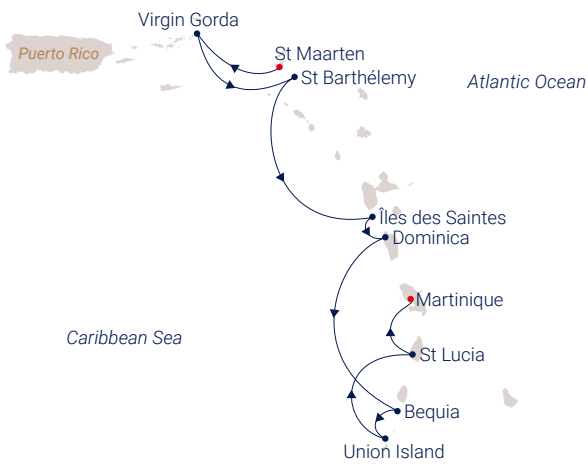 Virgin Gorda
Puerto Rico
St Maarten
St Barthélemy
Atlantic Ocean
Îles des Saintes
Dominica
Martinique
Caribbean Sea
St Lucia
Bequia
Union Island